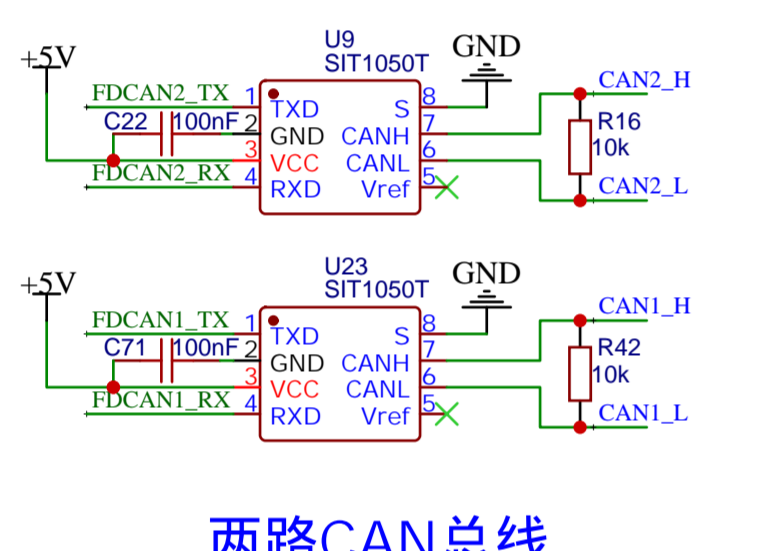 U9
SIT1050T
GND
+5V
FDCAN2_TX 1 TXD S 8 CAN2_H
C22 100nF 2 GND CANH 7 R16
3 VCC CANL 6 10k
FDCAN2_RX 4 RXD Vref 5 CAN2_L
U23
SIT1050T
GND
+5V
FDCAN1_TX 1 TXD S 8 CAN1_H
C71 100nF 2 GND CANH 7 R42
3 VCC CANL 6 10k
FDCAN1_RX 4 RXD Vref 5 CAN1_L
两路CAN总线